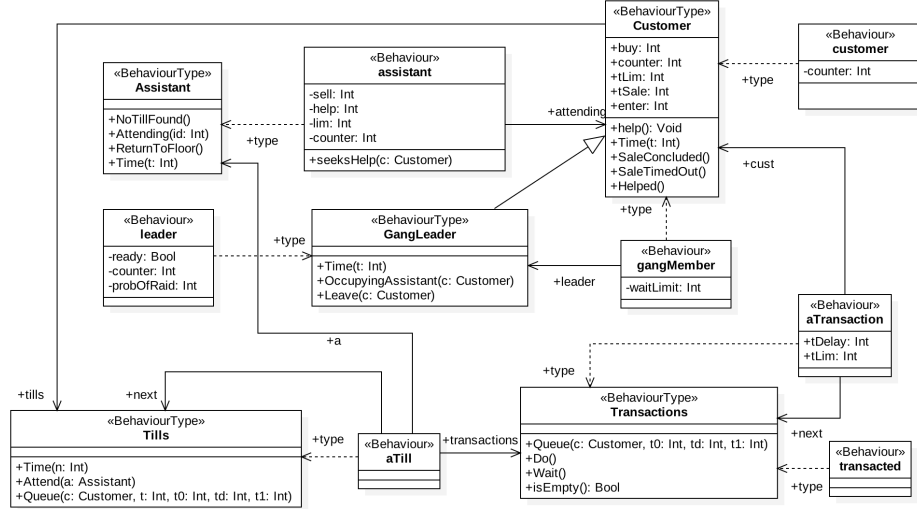 «BehaviourType»
Customer
+buy: Int
+counter: Int
+tLim: Int
+tSale: Int
+enter: Int
+help(): Void
+Time(t: Int)
+SaleConcluded()
+SaleTimedOut()
+Helped()
«Behaviour»
customer
-counter: Int
+type
«Behaviour»
assistant
-sell: Int
-help: Int
-lim: Int
-counter: Int
+seeksHelp(c: Customer)
+attending
«BehaviourType»
Assistant
+NoTillFound()
+Attending(id: Int)
+ReturnToFloor()
+Time(t: Int)
+type
+cust
«Behaviour»
leader
-ready: Bool
-counter: Int
-probOfRaid: Int
+type
«BehaviourType»
GangLeader
+Time(t: Int)
+OccupyingAssistant(c: Customer)
+Leave(c: Customer)
+type
«Behaviour»
gangMember
-waitLimit: Int
+leader
«Behaviour»
aTransaction
+tDelay: Int
+tLim: Int
+a
+type
+tills
+next
«BehaviourType»
Tills
+Time(n: Int)
+Attend(a: Assistant)
+Queue(c: Customer, t: Int, t0: Int, td: Int, t1: Int)
+type
«Behaviour»
aTill
+transactions
«BehaviourType»
Transactions
+Queue(c: Customer, t0: Int, td: Int, t1: Int)
+Do()
+Wait()
+isEmpty(): Bool
+next
«Behaviour»
transacted
+type